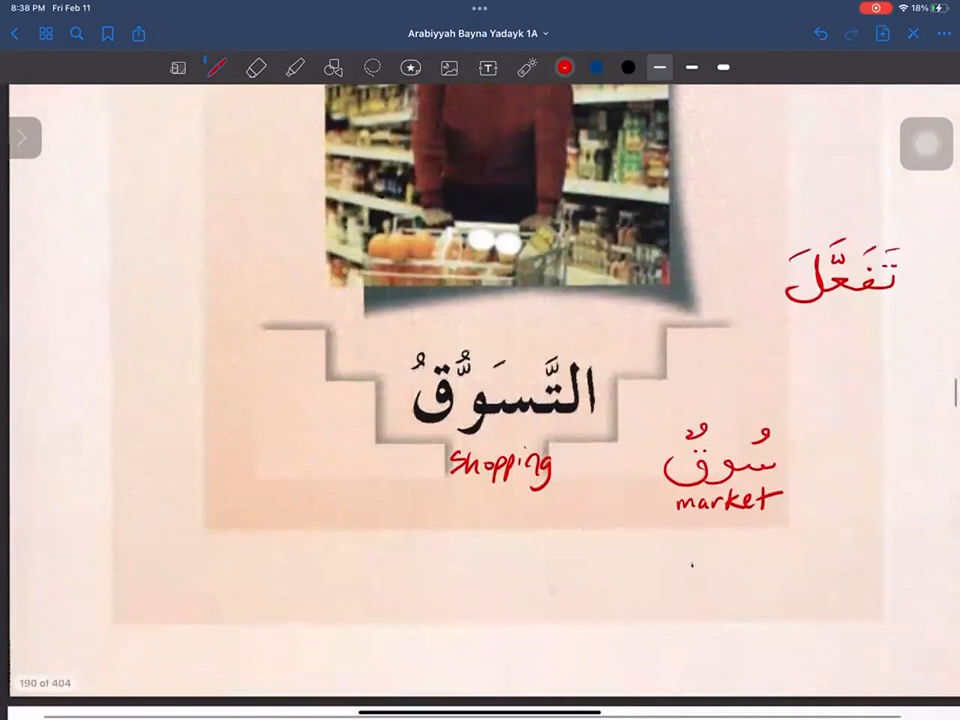 8:38 PM Fri Feb 11
18%
Arabiyyah Bayna Yadayk 1A
تَفَعَّلَ
التَّسَوُّقُ
shopping
سُوقٌ
market
190 of 404